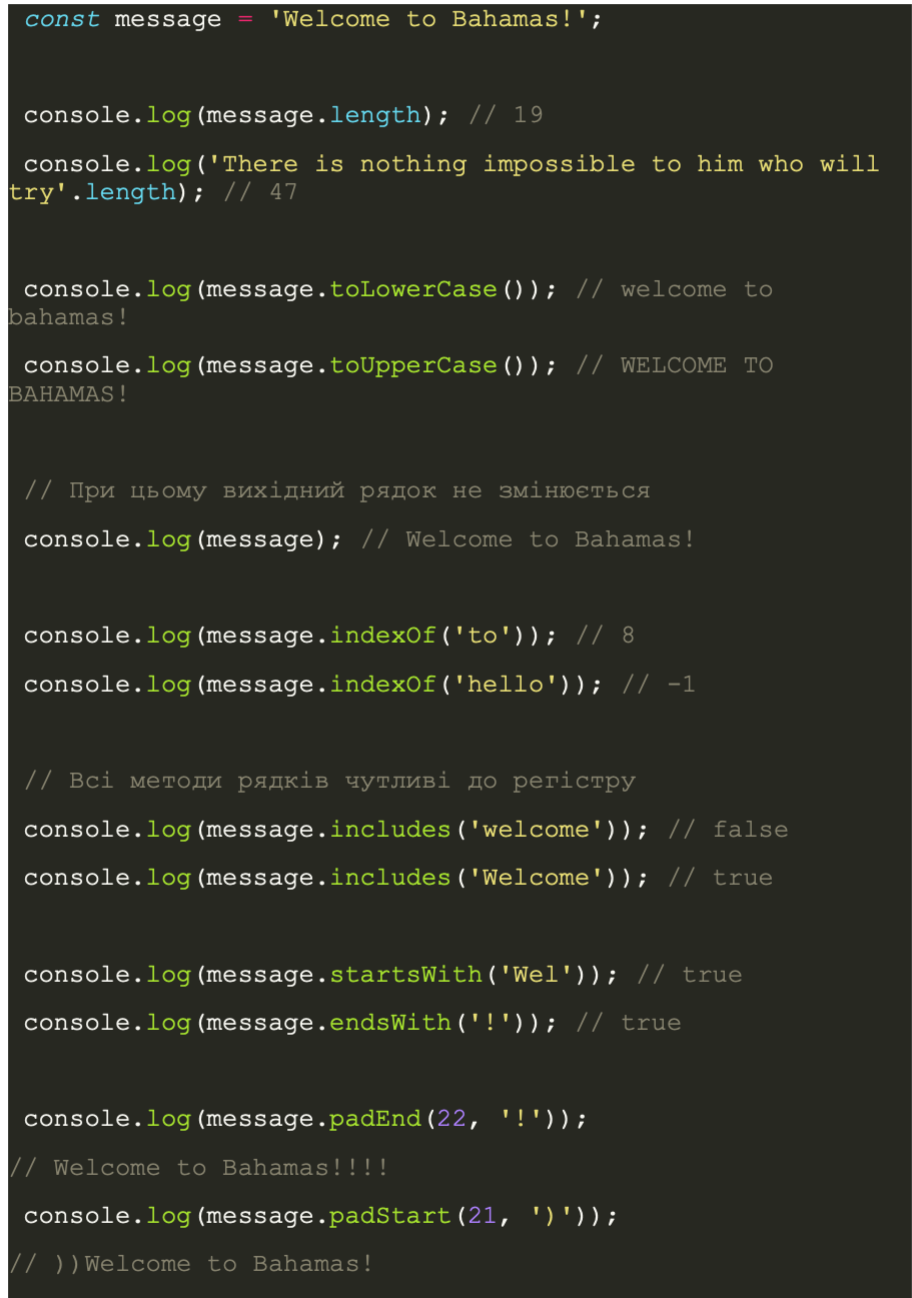 const message = 'Welcome to Bahamas!';
console.log(message.length); // 19
console.log('There is nothing impossible to him who will
try'.length); // 47
console.log(message.toLowerCase()); // welcome to
bahamas!
console.log(message.toUpperCase()); // WELCOME TO
BAHAMAS!
// При цьому вихідний рядок не змінюється
console.log(message); // Welcome to Bahamas!
console.log(message.indexOf('to')); // 8
console.log(message.indexOf('hello')); // -1
// Всі методи рядків чутливі до регістру
console.log(message.includes('welcome')); // false
console.log(message.includes('Welcome')); // true
console.log(message.startsWith('Wel')); // true
console.log(message.endsWith('!')); // true
console.log(message.padEnd(22, '!'));
// Welcome to Bahamas!!!!
console.log(message.padStart(21, ')'));
// ))Welcome to Bahamas!